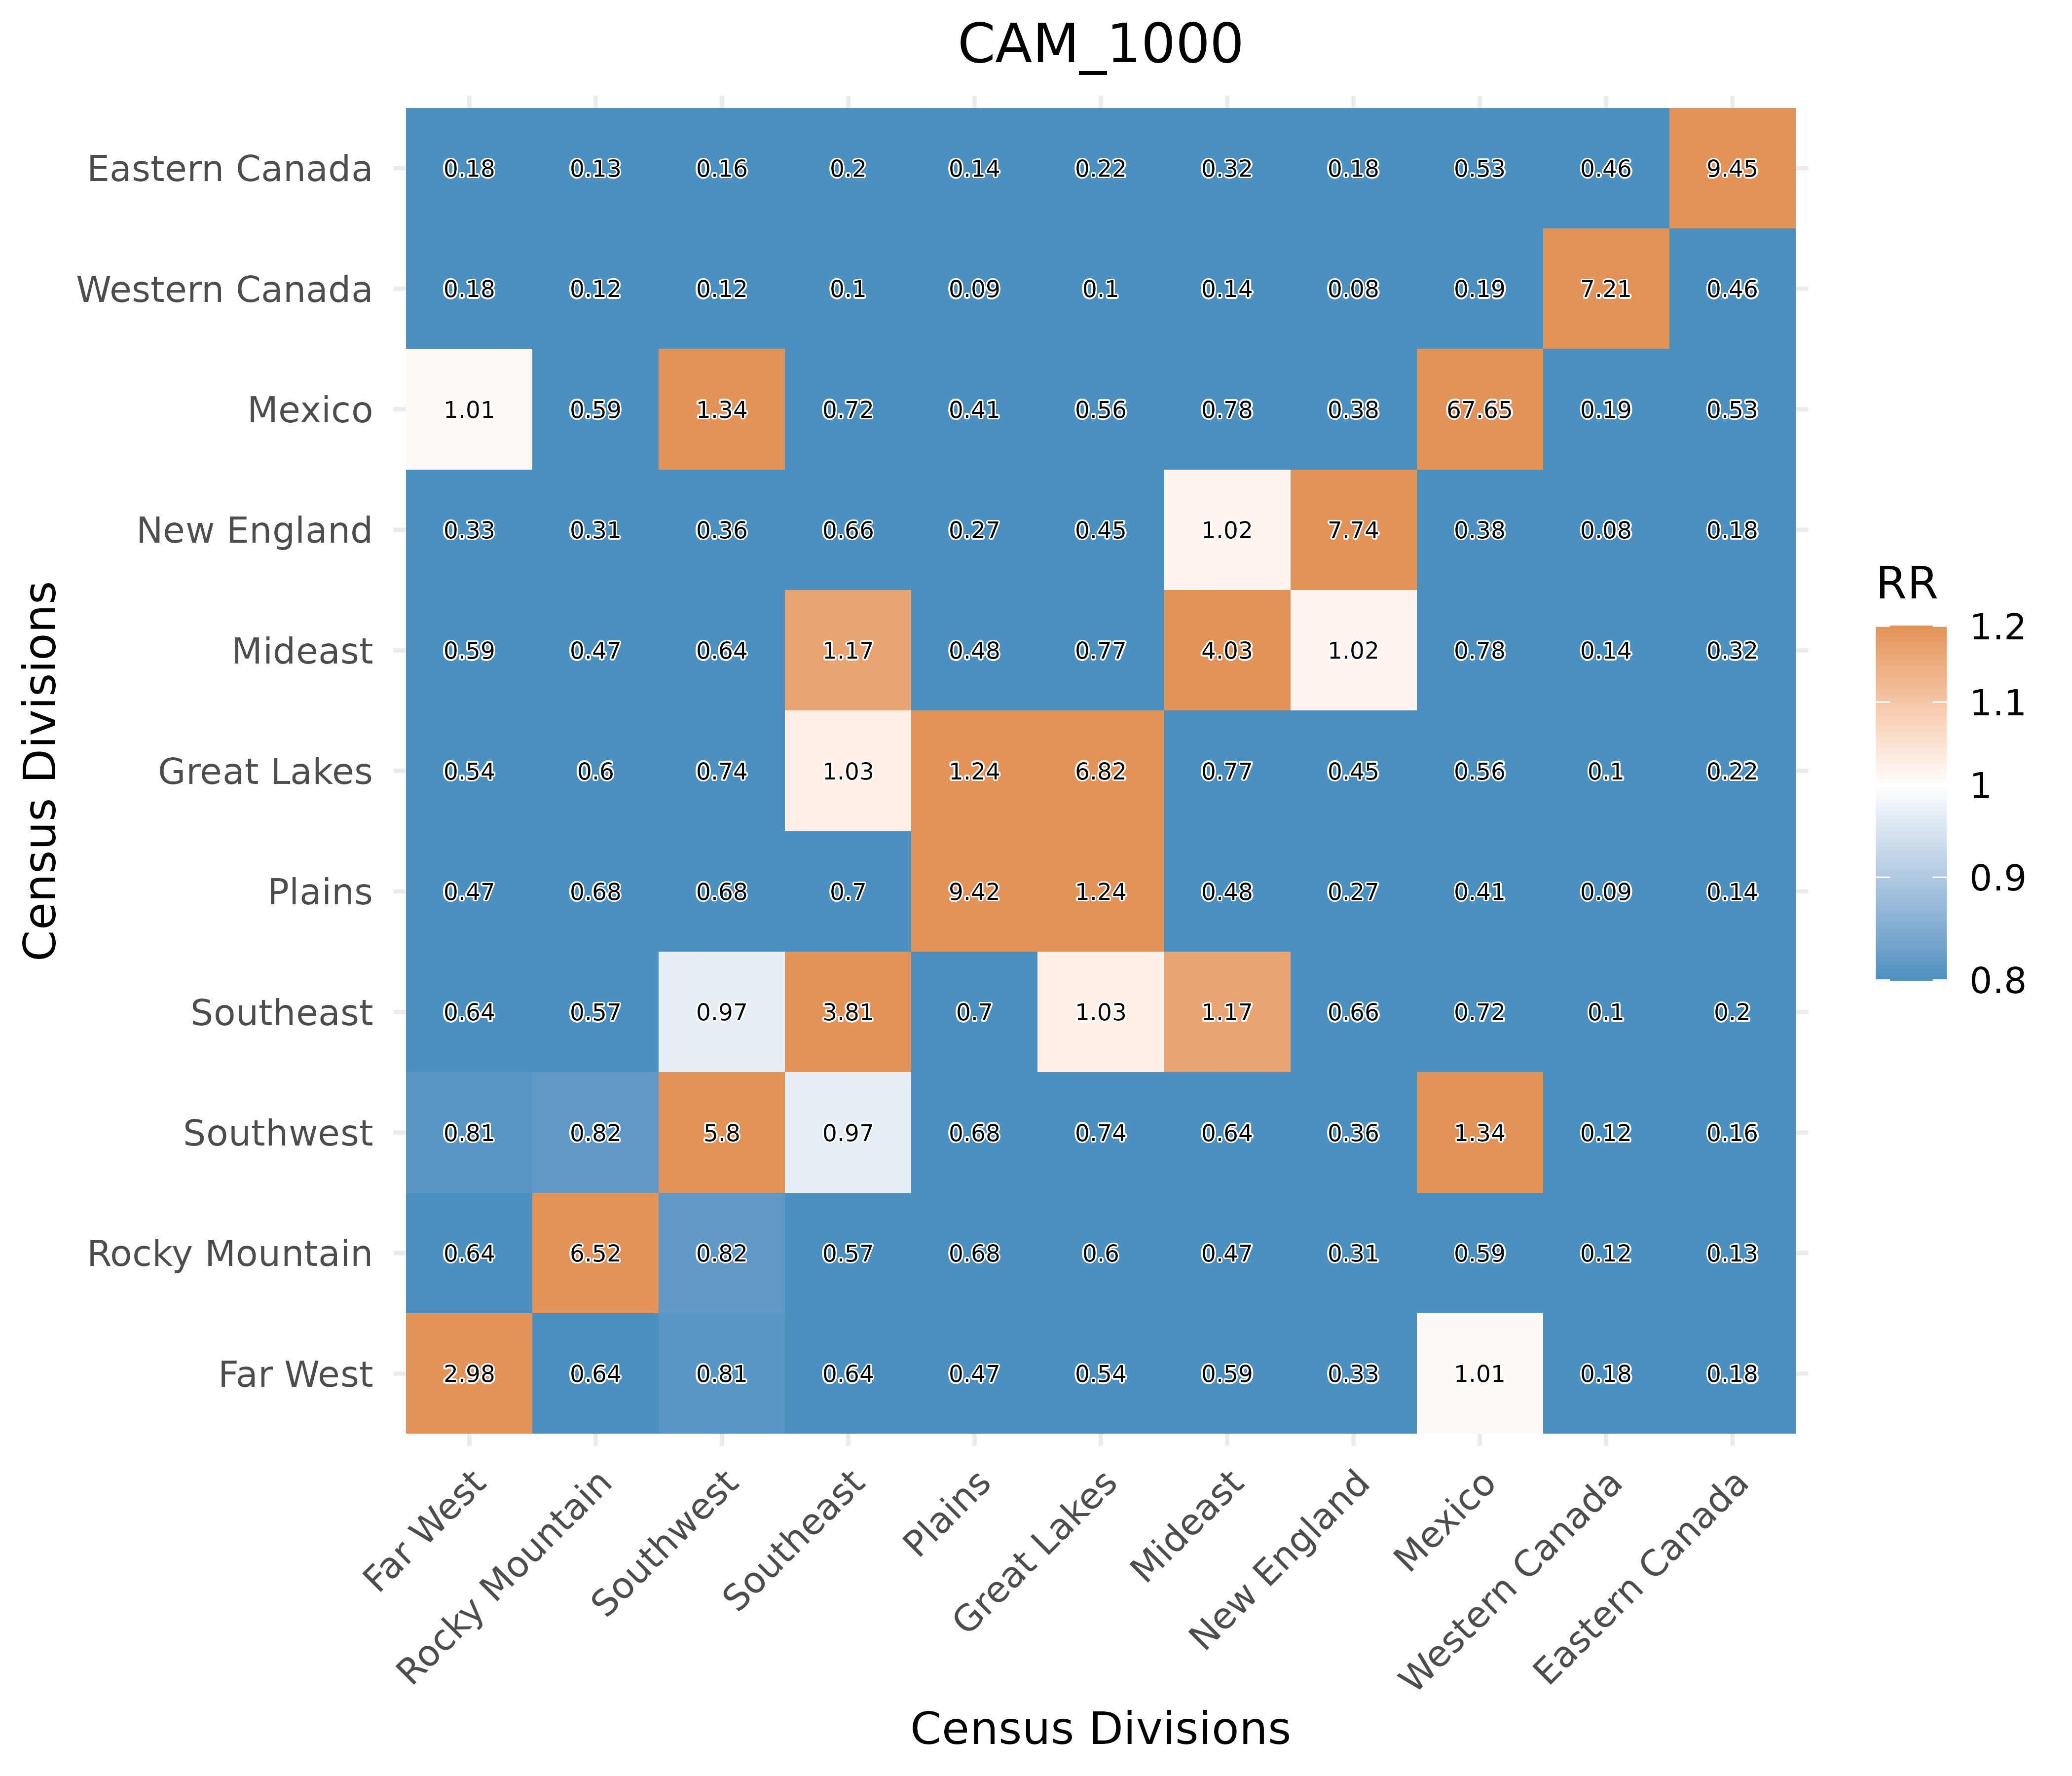 CAM_1000
Census Divisions
Eastern Canada 0.18 0.13 0.16 0.2 0.14 0.22 0.32 0.18 0.53 0.46 9.45
Western Canada 0.18 0.12 0.12 0.1 0.09 0.1 0.14 0.08 0.19 7.21 0.46
Mexico 1.01 0.59 1.34 0.72 0.41 0.56 0.78 0.38 67.65 0.19 0.53
New England 0.33 0.31 0.36 0.66 0.27 0.45 1.02 7.74 0.38 0.08 0.18
Mideast 0.59 0.47 0.64 1.17 0.48 0.77 4.03 1.02 0.78 0.14 0.32
Great Lakes 0.54 0.6 0.74 1.03 1.24 6.82 0.77 0.45 0.56 0.1 0.22
Plains 0.47 0.68 0.68 0.7 9.42 1.24 0.48 0.27 0.41 0.09 0.14
Southeast 0.64 0.57 0.97 3.81 0.7 1.03 1.17 0.66 0.72 0.1 0.2
Southwest 0.81 0.82 5.8 0.97 0.68 0.74 0.64 0.36 1.34 0.12 0.16
Rocky Mountain 0.64 6.52 0.82 0.57 0.68 0.6 0.47 0.31 0.59 0.12 0.13
Far West 2.98 0.64 0.81 0.64 0.47 0.54 0.59 0.33 1.01 0.18 0.18
Far West
Rocky Mountain
Southwest
Southeast
Plains
Great Lakes
Mideast
New England
Mexico
Western Canada
Eastern Canada
Census Divisions
RR
1.2
1.1
1
0.9
0.8